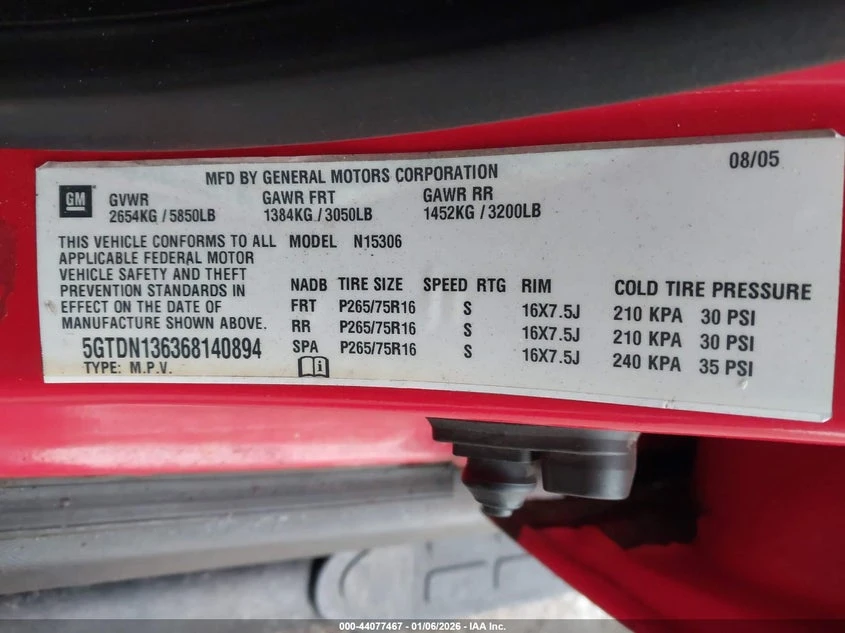 MFD BY GENERAL MOTORS CORPORATION 08/05
GM GVWR GAWR FRT GAWR RR
2654KG / 5850LB 1384KG / 3050LB 1452KG / 3200LB
THIS VEHICLE CONFORMS TO ALL
APPLICABLE FEDERAL MOTOR
VEHICLE SAFETY AND THEFT
PREVENTION STANDARDS IN
EFFECT ON THE DATE OF
MANUFACTURE SHOWN ABOVE.
5GTDN136368140894
TYPE: M.P.V.
MODEL N15306
NADB TIRE SIZE SPEED RTG RIM COLD TIRE PRESSURE
FRT P265/75R16 S 16X7.5J 210 KPA 30 PSI
RR P265/75R16 S 16X7.5J 210 KPA 30 PSI
SPA P265/75R16 S 16X7.5J 240 KPA 35 PSI
000-44077467 - 01/06/2026 - IAA Inc.